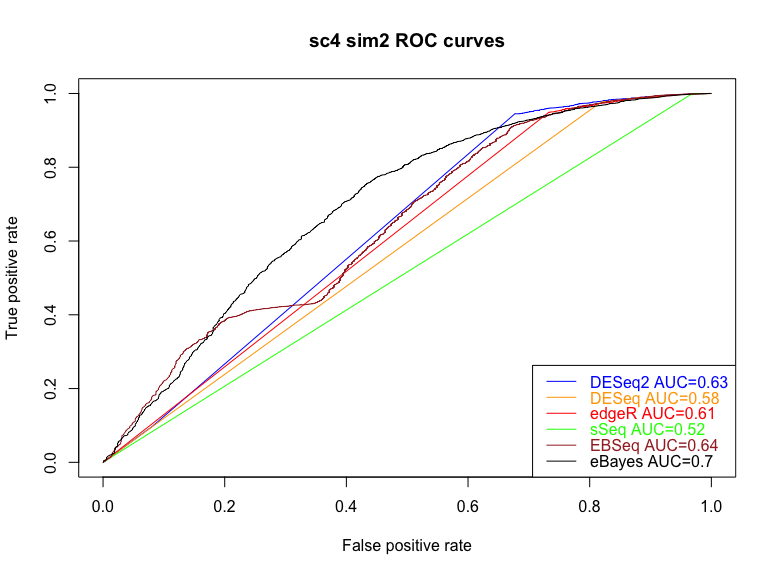 sc4 sim2 ROC curves
True positive rate
1.0
0.8
0.6
0.4
0.2
0.0
DESeq2 AUC=0.63
DESeq AUC=0.58
edgeR AUC=0.61
sSeq AUC=0.52
EBSeq AUC=0.64
eBayes AUC=0.7
0.0 0.2 0.4 0.6 0.8 1.0
False positive rate